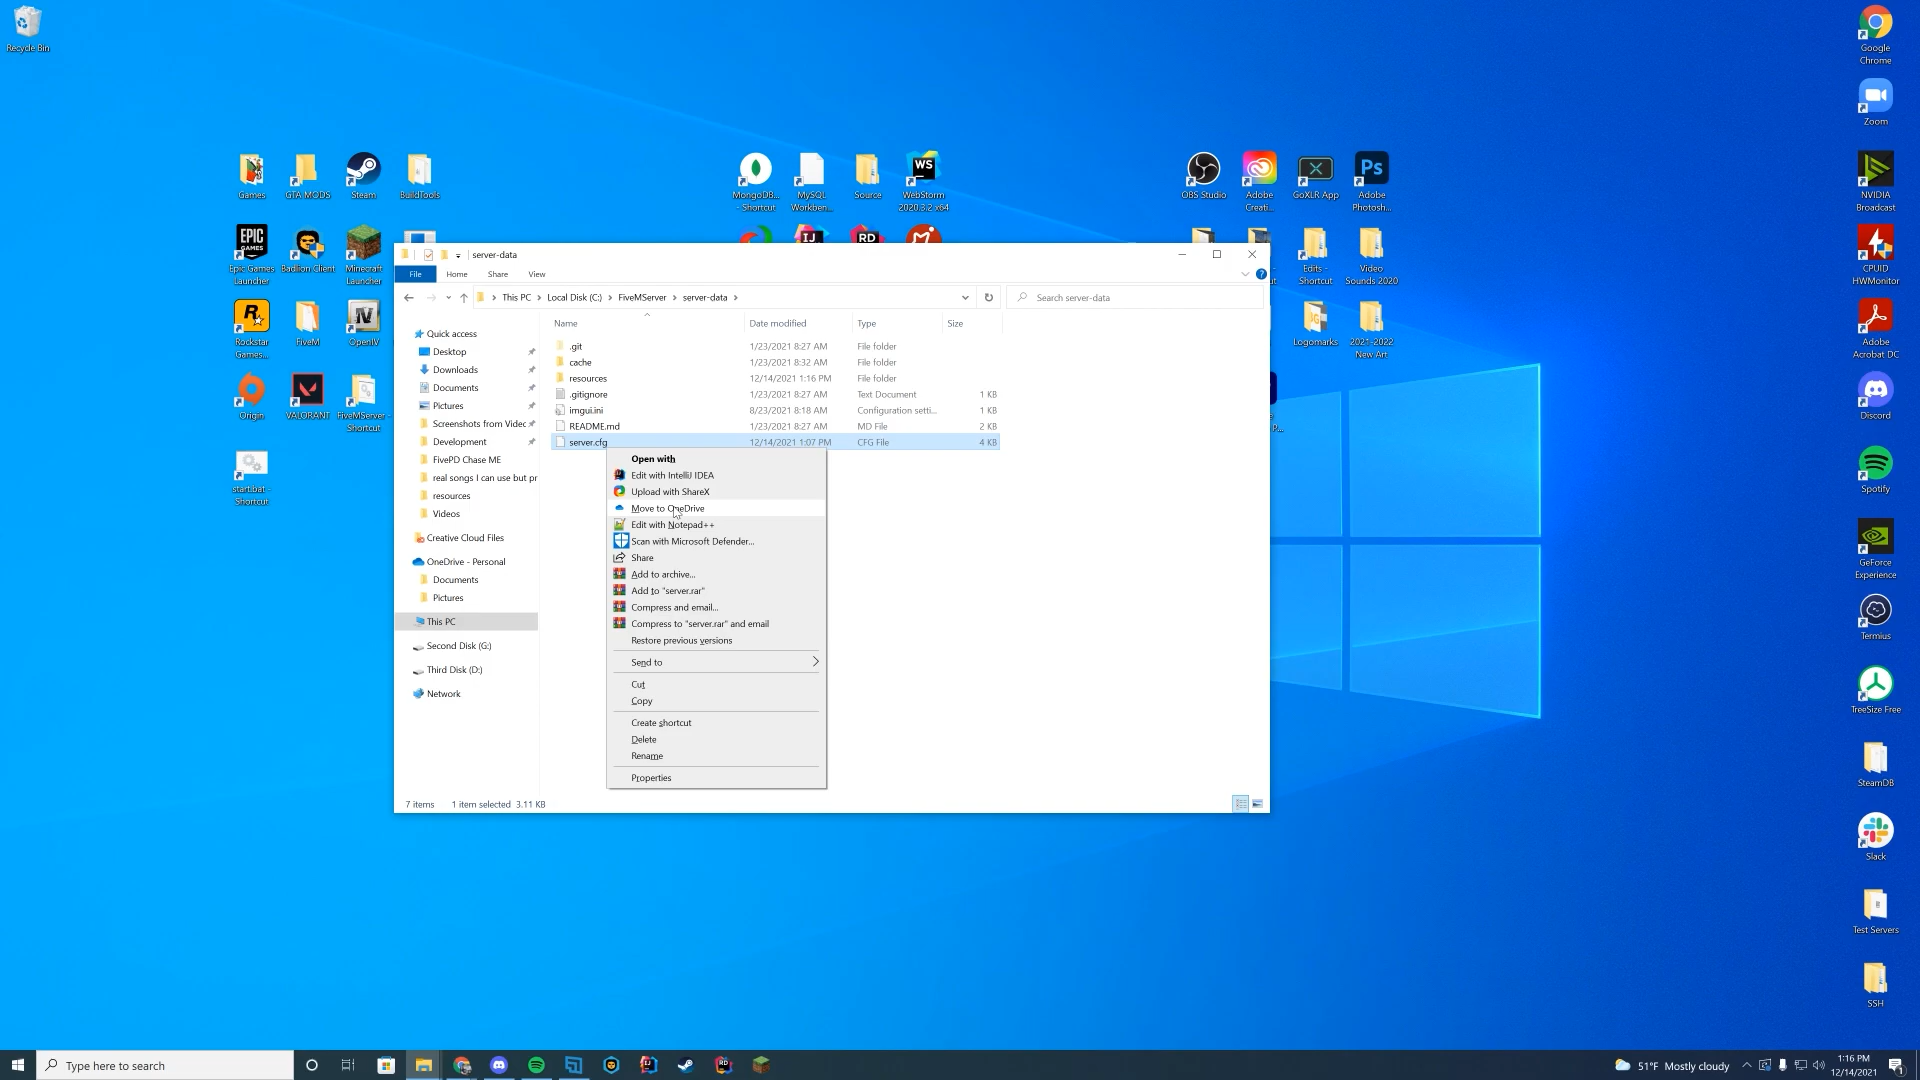 Recycle Bin
Google
Chrome
Zoom
Games
GTA MODS
Steam
BuildTools
MongoDB...
- Shortcut
MySQL
Workben...
Source
WS
WebStorm
2020.3.2 x64
OBS Studio
Adobe
Creati...
GoXLR App
Ps
Adobe
Photosh...
NVIDIA
Broadcast
EPIC
GAMES
Epic Games
Launcher
Badlion Client
Minecraft
Launcher
IJ
RD
Edits -
Shortcut
Video
Sounds 2020
CPUID
HWMonitor
Rockstar
Games...
FiveM
OpenIV
Logomarks
2021-2022
New Art
Adobe
Acrobat DC
Origin
VALORANT
FiveMServer -
Shortcut
Discord
start.bat -
Shortcut
Spotify
GeForce
Experience
Termius
TreeSize Free
SteamDB
Slack
Test Servers
SSH
server-data
File
Home
Share
View
This PC
Local Disk (C:)
FiveMServer
server-data
Search server-data
Quick access
Desktop
Downloads
Documents
Pictures
Screenshots from Videc
Development
FivePD Chase ME
real songs I can use but pr
resources
Videos
Creative Cloud Files
OneDrive - Personal
Documents
Pictures
This PC
Second Disk (G:)
Third Disk (D:)
Network
Name Date modified Type Size
.git 1/23/2021 8:27 AM File folder
cache 1/23/2021 8:32 AM File folder
resources 12/14/2021 1:16 PM File folder
.gitignore 1/23/2021 8:27 AM Text Document 1 KB
imgui.ini 8/23/2021 8:18 AM Configuration setti... 1 KB
README.md 1/23/2021 8:27 AM MD File 2 KB
server.cfg 12/14/2021 1:07 PM CFG File 4 KB
Open with
Edit with IntelliJ IDEA
Upload with ShareX
Move to OneDrive
Edit with Notepad++
Scan with Microsoft Defender...
Share
Add to archive...
Add to "server.rar"
Compress and email...
Compress to "server.rar" and email
Restore previous versions
Send to
Cut
Copy
Create shortcut
Delete
Rename
Properties
7 items 1 item selected 3.11 KB
Type here to search
51°F Mostly cloudy
1:16 PM
12/14/2021